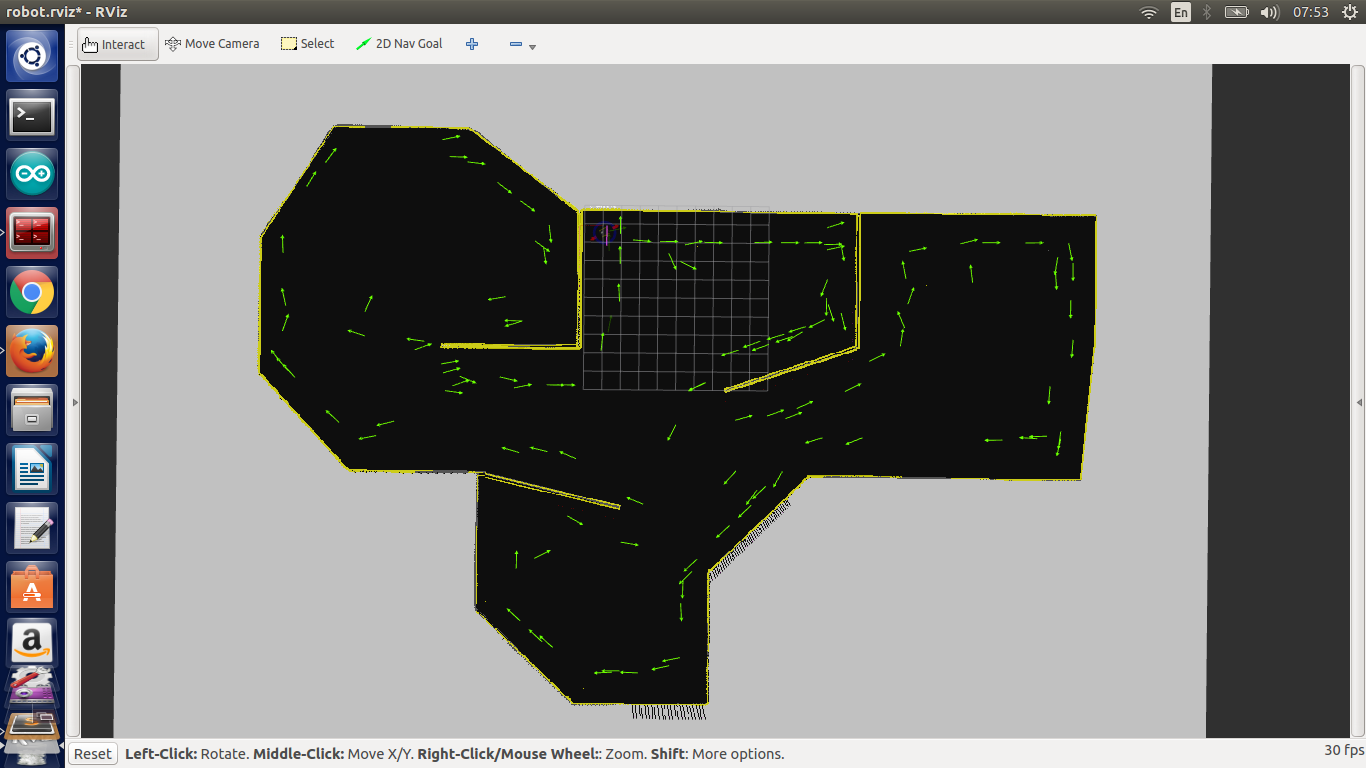 robot.rviz* - RViz
En
07:53
Interact
Move Camera
Select
2D Nav Goal
Reset
Left-Click: Rotate. Middle-Click: Move X/Y. Right-Click/Mouse Wheel:: Zoom. Shift: More options.
30 fps